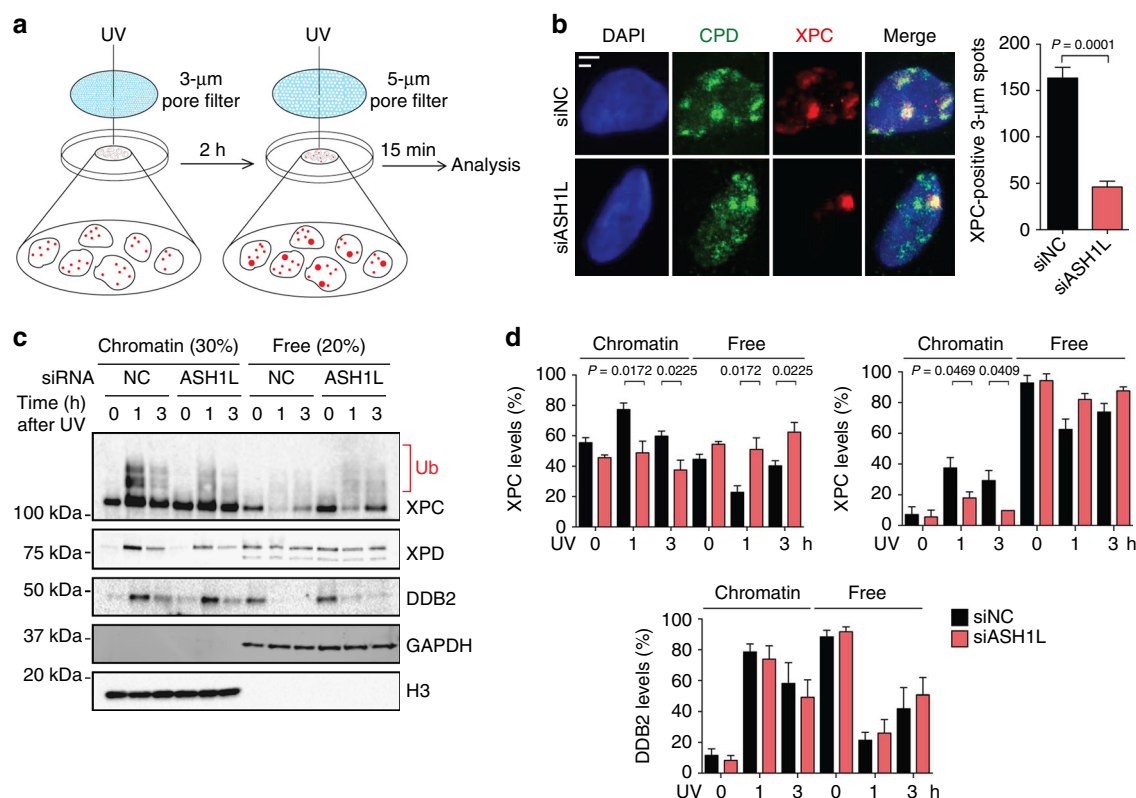 a
UV
UV
3-µm
pore filter
5-µm
pore filter
2 h
15 min
Analysis
b
DAPI
CPD
XPC
Merge
siNC
siASH1L
XPC-positive 3-µm spots
200
150
100
50
0
P = 0.0001
siNC
siASH1L
c
Chromatin (30%)
Free (20%)
siRNA
NC
ASH1L
NC
ASH1L
Time (h)
after UV
0 1 3 0 1 3 0 1 3 0 1 3
Ub
100 kDa
XPC
75 kDa
XPD
50 kDa
DDB2
37 kDa
GAPDH
20 kDa
H3
d
Chromatin
Free
P = 0.0172 0.0225 0.0172 0.0225
XPC levels (%)
100
80
60
40
20
0
UV 0 1 3 0 1 3 h
Chromatin
Free
P = 0.0469 0.0409
XPC levels (%)
100
80
60
40
20
0
UV 0 1 3 0 1 3 h
Chromatin
Free
DDB2 levels (%)
100
80
60
40
20
0
UV 0 1 3 0 1 3 h
siNC
siASH1L